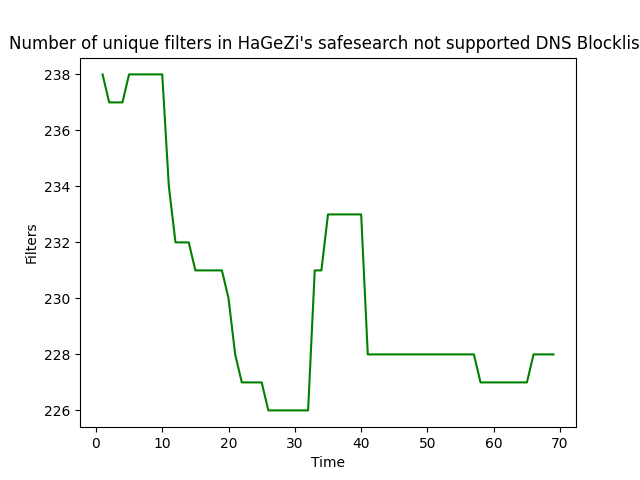 Number of unique filters in HaGeZi's safesearch not supported DNS Blocklis
238
236
234
232
230
228
226
Filters
0 10 20 30 40 50 60 70
Time